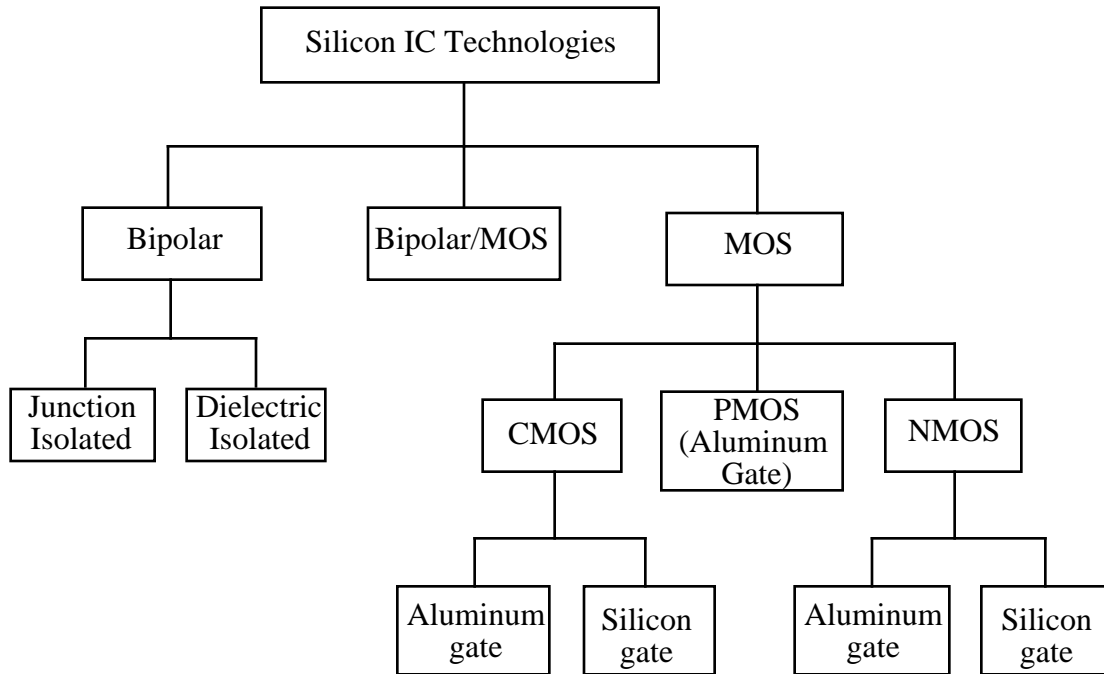 Silicon IC Technologies
Bipolar
Bipolar/MOS
MOS
Junction
Isolated
Dielectric
Isolated
CMOS
PMOS
(Aluminum
Gate)
NMOS
Aluminum
gate
Silicon
gate
Aluminum
gate
Silicon
gate